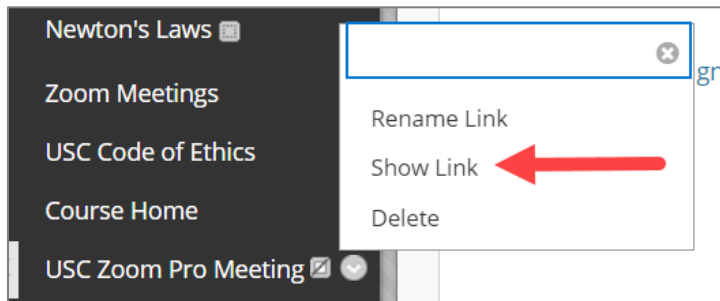 Newton's Laws
Zoom Meetings
USC Code of Ethics
Course Home
USC Zoom Pro Meeting
Rename Link
Show Link
Delete
gn